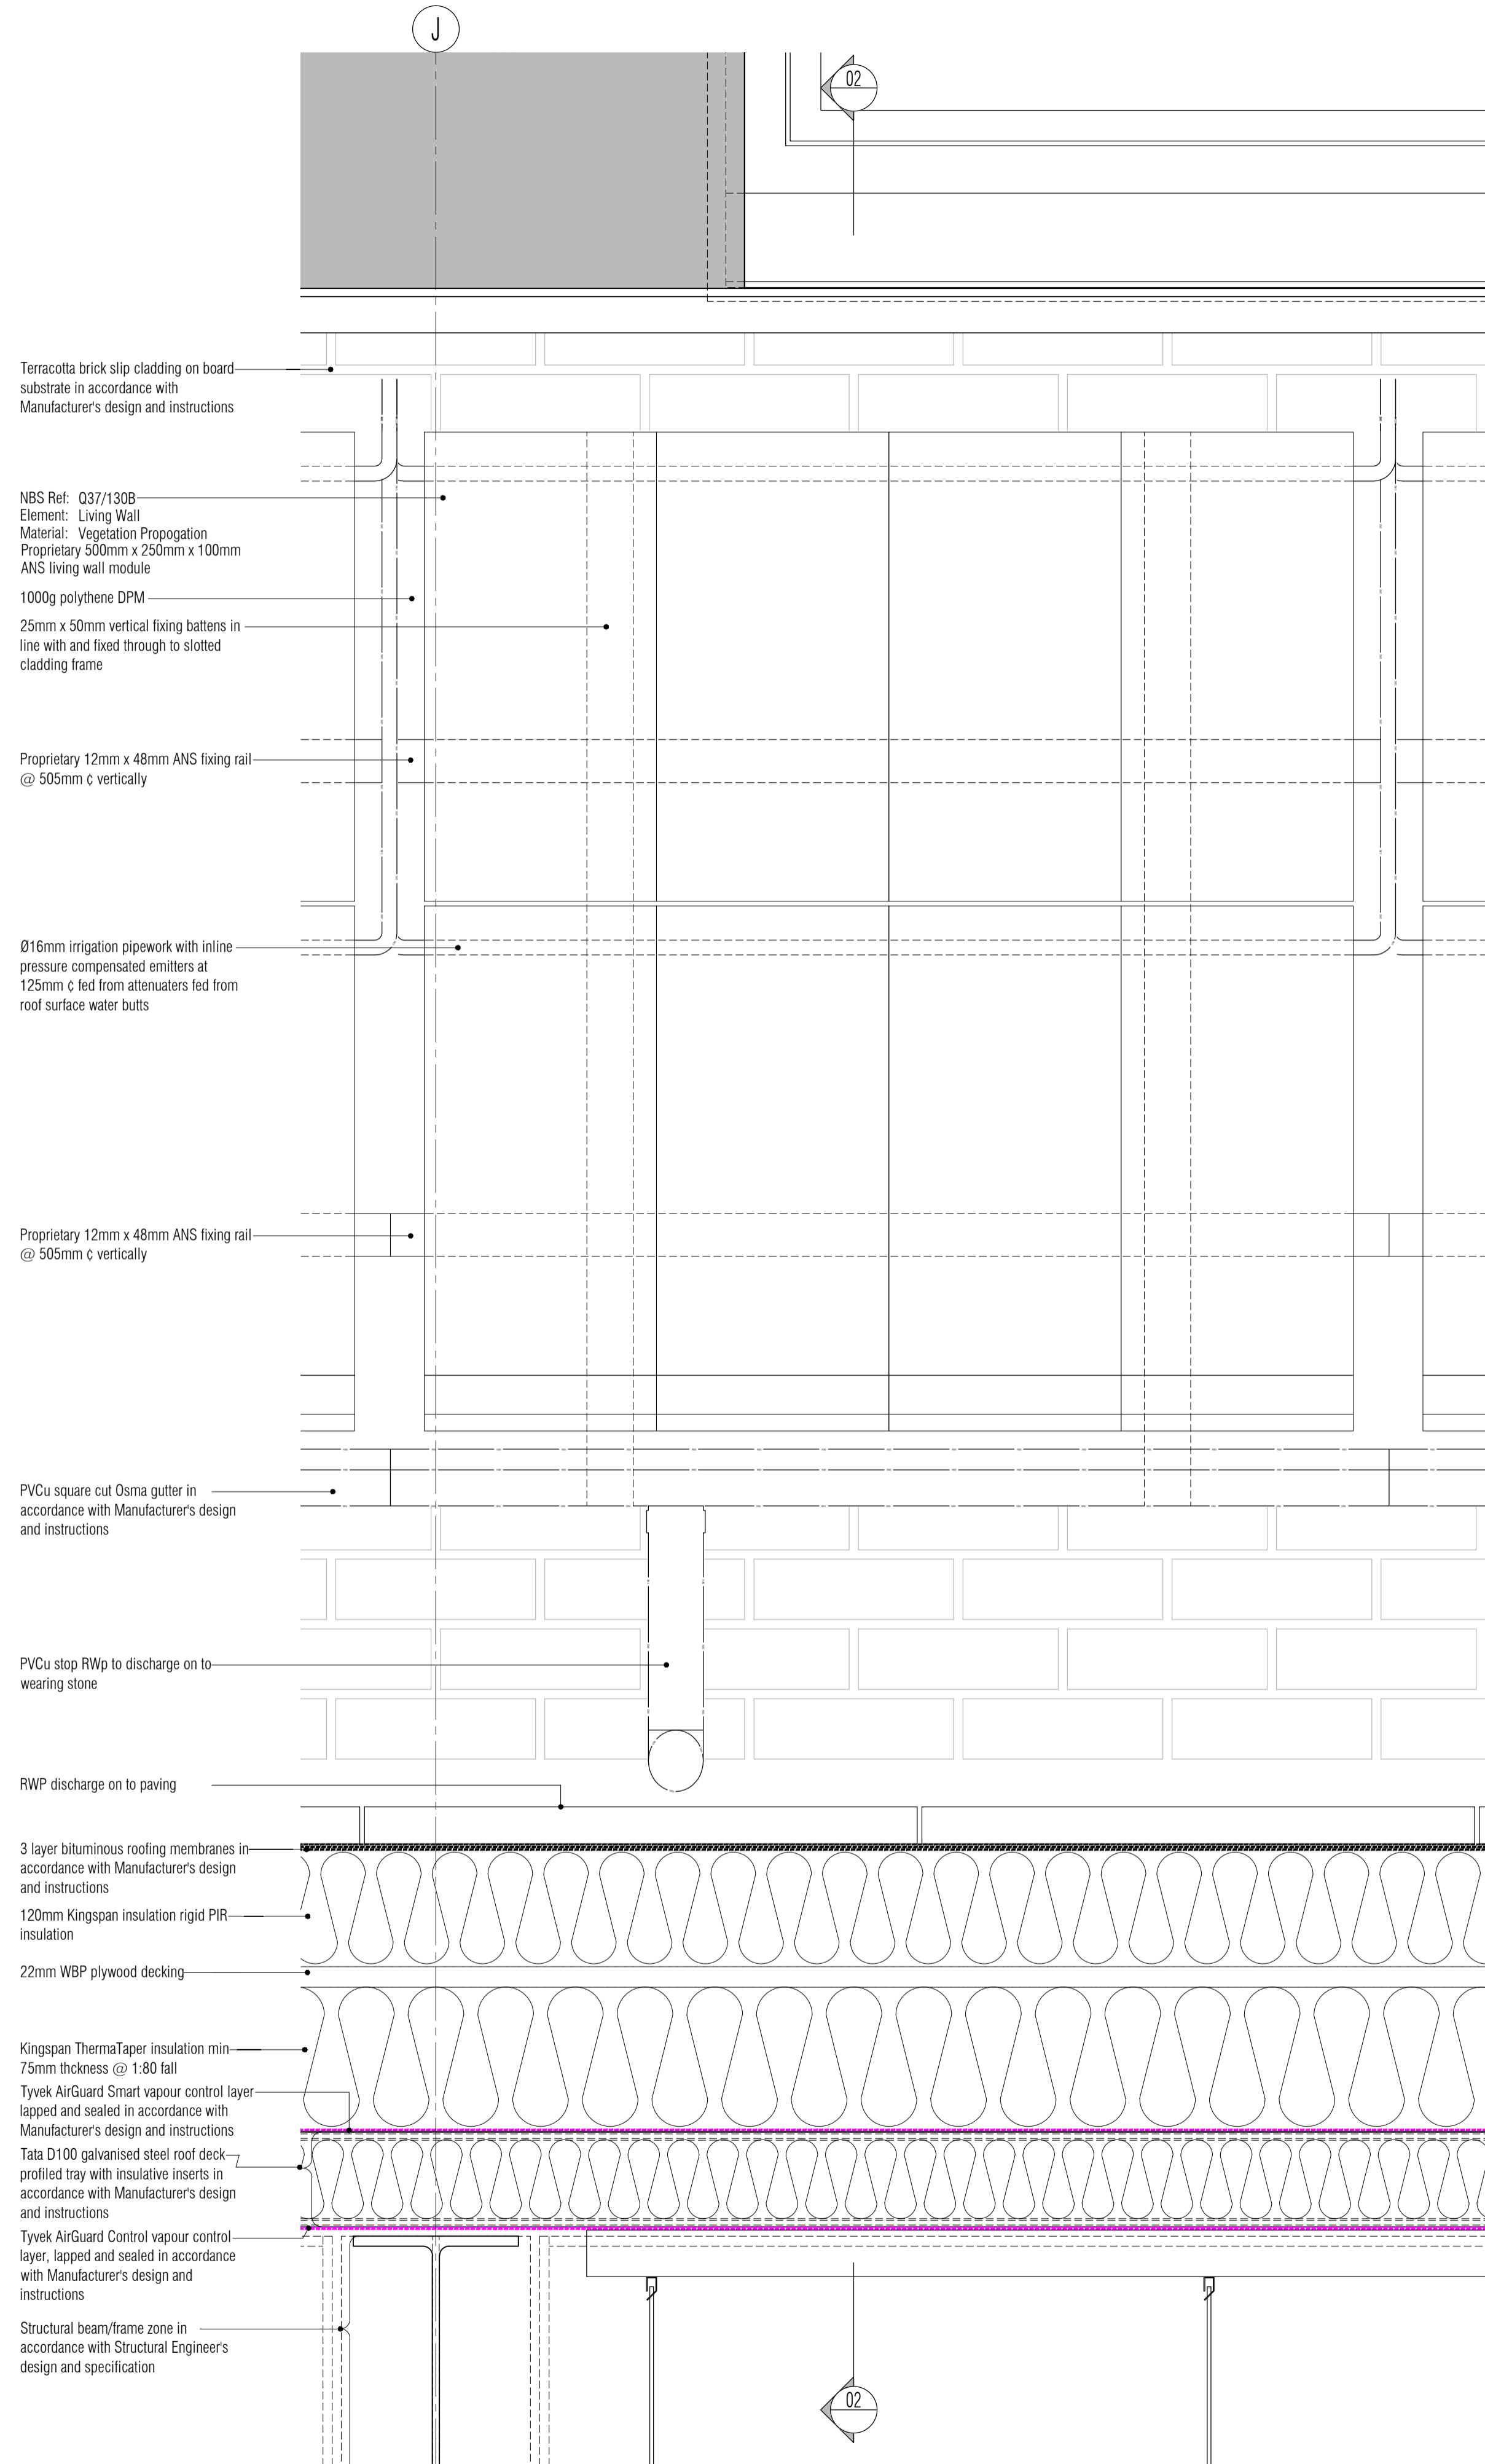 J
02
Terracotta brick slip cladding on board
substrate in accordance with
Manufacturer's design and instructions
NBS Ref: Q37/130B
Element: Living Wall
Material: Vegetation Propogation
Proprietary 500mm x 250mm x 100mm
ANS living wall module
1000g polythene DPM
25mm x 50mm vertical fixing battens in
line with and fixed through to slotted
cladding frame
Proprietary 12mm x 48mm ANS fixing rail
@ 505mm ¢ vertically
Ø16mm irrigation pipework with inline
pressure compensated emitters at
125mm ¢ fed from attenuaters fed from
roof surface water butts
Proprietary 12mm x 48mm ANS fixing rail
@ 505mm ¢ vertically
PVCu square cut Osma gutter in
accordance with Manufacturer's design
and instructions
PVCu stop RWp to discharge on to
wearing stone
RWP discharge on to paving
3 layer bituminous roofing membranes in
accordance with Manufacturer's design
and instructions
120mm Kingspan insulation rigid PIR
insulation
22mm WBP plywood decking
Kingspan ThermaTaper insulation min
75mm thckness @ 1:80 fall
Tyvek AirGuard Smart vapour control layer
lapped and sealed in accordance with
Manufacturer's design and instructions
Tata D100 galvanised steel roof deck
profiled tray with insulative inserts in
accordance with Manufacturer's design
and instructions
Tyvek AirGuard Control vapour control
layer, lapped and sealed in accordance
with Manufacturer's design and
instructions
Structural beam/frame zone in
accordance with Structural Engineer's
design and specification
02